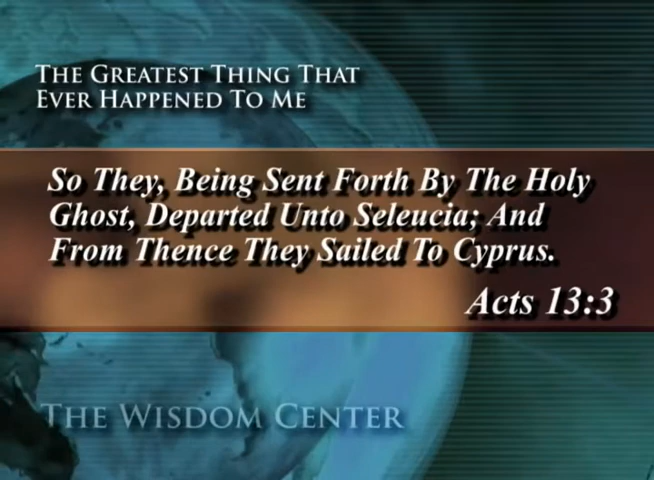 The Greatest Thing That
Ever Happened To Me
So They, Being Sent Forth By The Holy
Ghost, Departed Unto Seleucia; And
From Thence They Sailed To Cyprus.
Acts 13:3
The Wisdom Center